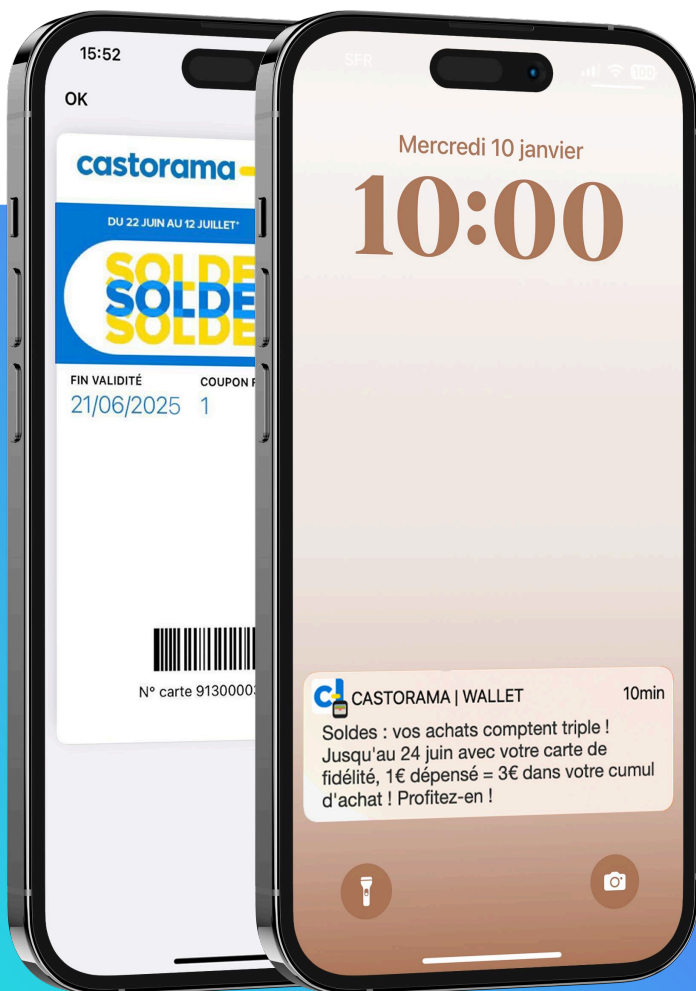 15:52
OK
castorama
DU 22 JUIN AU 12 JUILLET*
SOLDE
SOLDE
SOLDE
FIN VALIDITÉ
COUPON
21/06/2025
1
N° carte 9130000
SFR
100
Mercredi 10 janvier
10:00
CASTORAMA | WALLET
10min
Soldes : vos achats comptent triple !
Jusqu'au 24 juin avec votre carte de
fidélité, 1€ dépensé = 3€ dans votre cumul
d'achat ! Profitez-en !